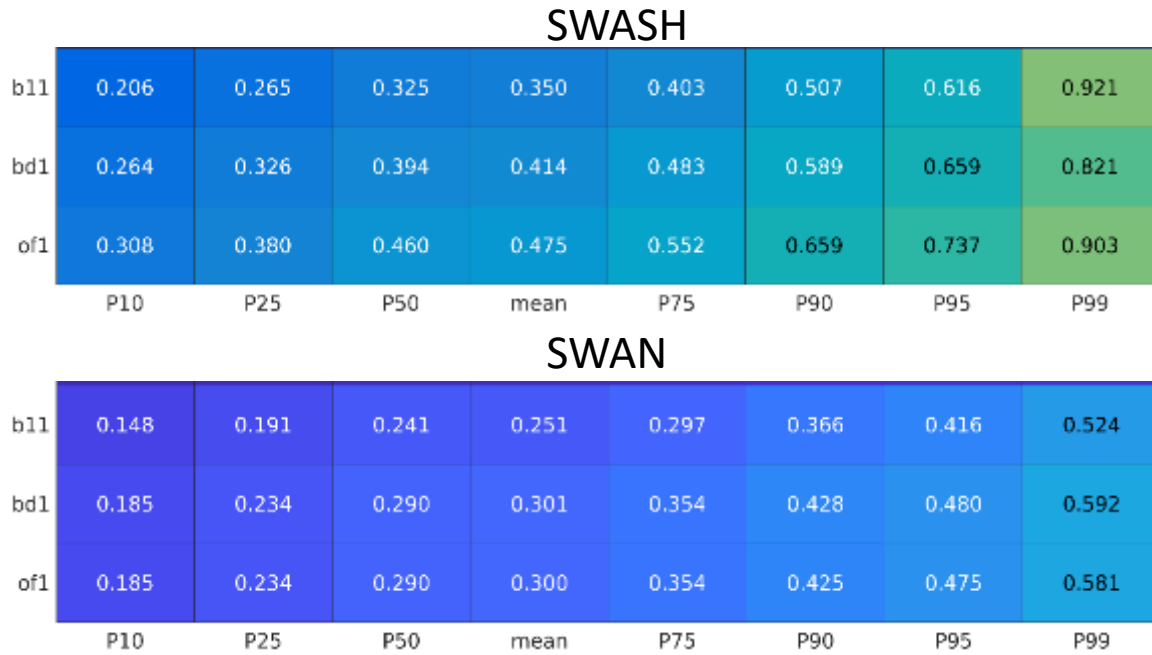 SWASH
b11 0.206 0.265 0.325 0.350 0.403 0.507 0.616 0.921
bd1 0.264 0.326 0.394 0.414 0.483 0.589 0.659 0.821
of1 0.308 0.380 0.460 0.475 0.552 0.659 0.737 0.903
P10 P25 P50 mean P75 P90 P95 P99
SWAN
b11 0.148 0.191 0.241 0.251 0.297 0.366 0.416 0.524
bd1 0.185 0.234 0.290 0.301 0.354 0.428 0.480 0.592
of1 0.185 0.234 0.290 0.300 0.354 0.425 0.475 0.581
P10 P25 P50 mean P75 P90 P95 P99